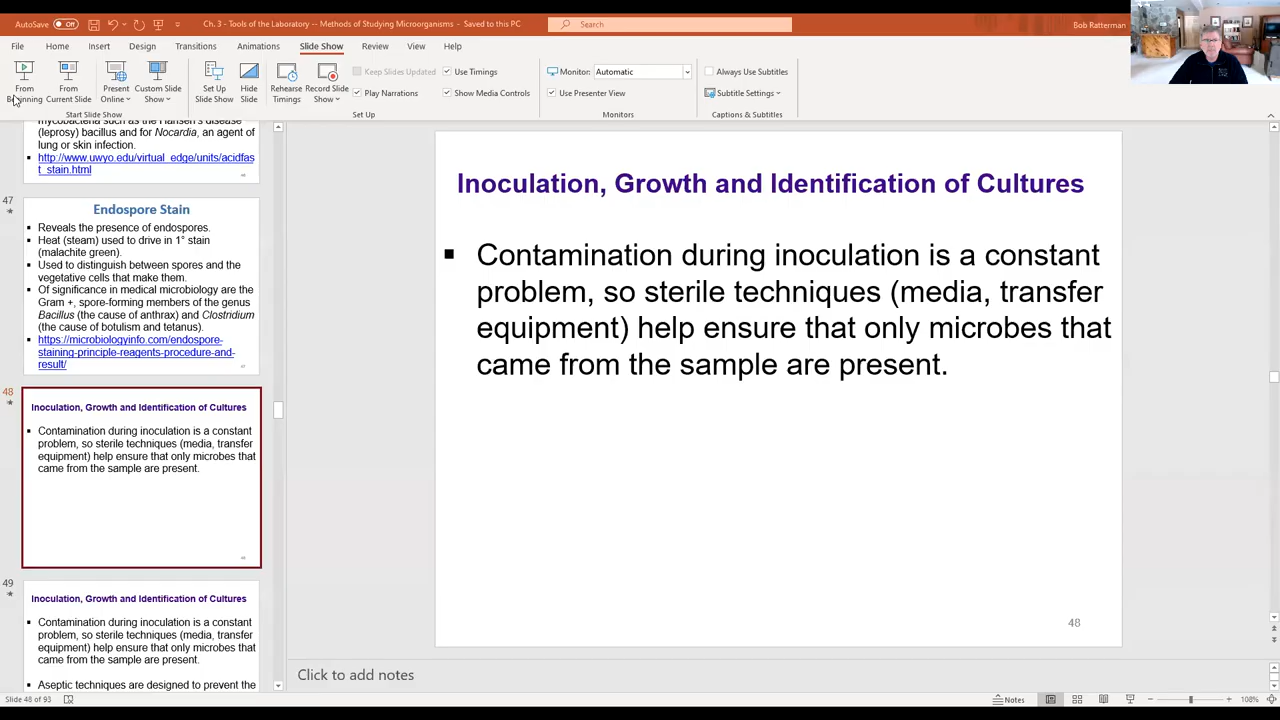 AutoSave Off
Ch. 3 - Tools of the Laboratory -- Methods of Studying Microorganisms - Saved to this PC
Search
Bob Ratterman
File Home Insert Design Transitions Animations Slide Show Review View Help
From Beginning
From Current Slide
Present Online
Custom Slide Show
Set Up Slide Show
Hide Slide
Rehearse Timings
Record Slide Show
Keep Slides Updated
Use Timings
Play Narrations
Show Media Controls
Monitor: Automatic
Use Presenter View
Always Use Subtitles
Subtitle Settings
Start Slide Show
Set Up
Monitors
Captions & Subtitles
mycobacteria such as the Hansen's disease
(leprosy) bacillus and for Nocardia, an agent of
lung or skin infection.
http://www.uwyo.edu/virtual_edge/units/acidfas
t_stain.html
47
Endospore Stain
Reveals the presence of endospores.
Heat (steam) used to drive in 1° stain
(malachite green).
Used to distinguish between spores and the
vegetative cells that make them.
Of significance in medical microbiology are the
Gram +, spore-forming members of the genus
Bacillus (the cause of anthrax) and Clostridium
(the cause of botulism and tetanus).
https://microbiologyinfo.com/endospore-
staining-principle-reagents-procedure-and-
result/
48
Inoculation, Growth and Identification of Cultures
Contamination during inoculation is a constant
problem, so sterile techniques (media, transfer
equipment) help ensure that only microbes that
came from the sample are present.
49
Inoculation, Growth and Identification of Cultures
Contamination during inoculation is a constant
problem, so sterile techniques (media, transfer
equipment) help ensure that only microbes that
came from the sample are present.
Aseptic techniques are designed to prevent the
Inoculation, Growth and Identification of Cultures
Contamination during inoculation is a constant
problem, so sterile techniques (media, transfer
equipment) help ensure that only microbes that
came from the sample are present.
48
Click to add notes
Slide 48 of 93
Notes
108%